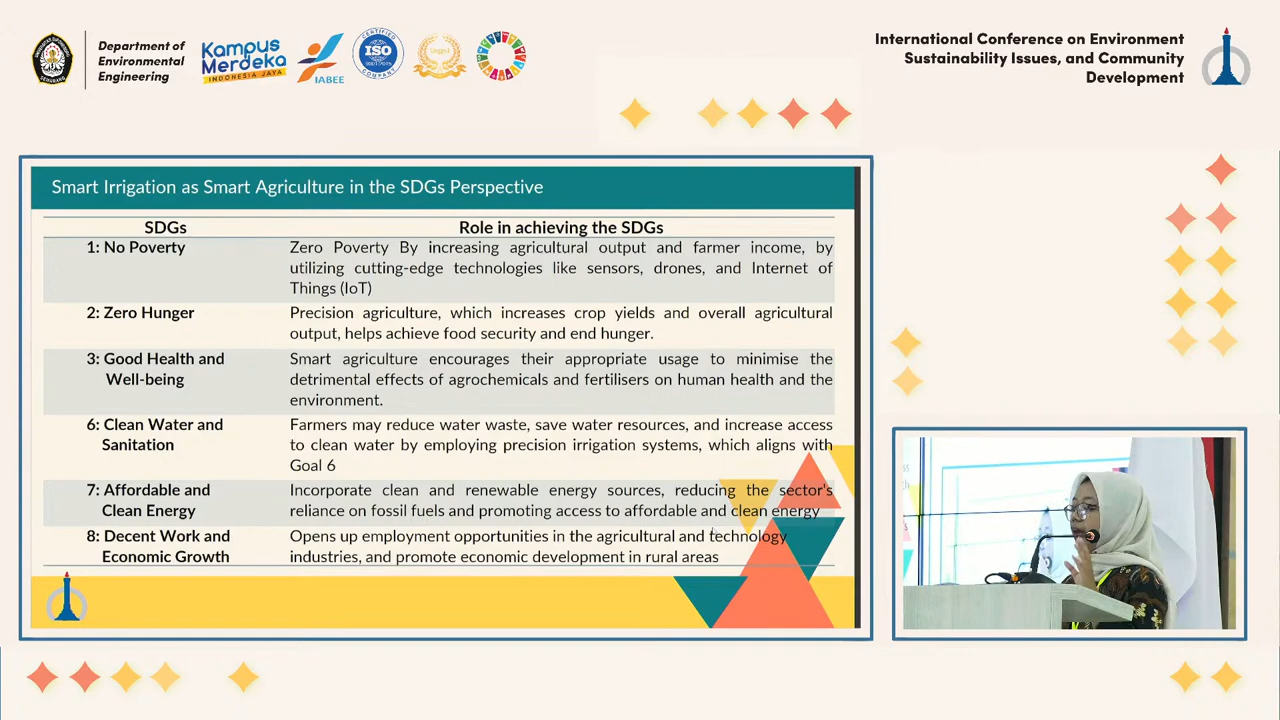 Department of
Environmental
Engineering
Kampus
Merdeka
INDONESIA JAYA
IABEE
CERTIFIED
ISO
COMPANY
International Conference on Environment
Sustainability Issues, and Community
Development
Smart Irrigation as Smart Agriculture in the SDGs Perspective
SDGs Role in achieving the SDGs
1: No Poverty Zero Poverty By increasing agricultural output and farmer income, by
utilizing cutting-edge technologies like sensors, drones, and Internet of
Things (IoT)
2: Zero Hunger Precision agriculture, which increases crop yields and overall agricultural
output, helps achieve food security and end hunger.
3: Good Health and Smart agriculture encourages their appropriate usage to minimise the
Well-being detrimental effects of agrochemicals and fertilisers on human health and the
environment.
6: Clean Water and Farmers may reduce water waste, save water resources, and increase access
Sanitation to clean water by employing precision irrigation systems, which aligns with
Goal 6
7: Affordable and Incorporate clean and renewable energy sources, reducing the sector's
Clean Energy reliance on fossil fuels and promoting access to affordable and clean energy
8: Decent Work and Opens up employment opportunities in the agricultural and technology
Economic Growth industries, and promote economic development in rural areas